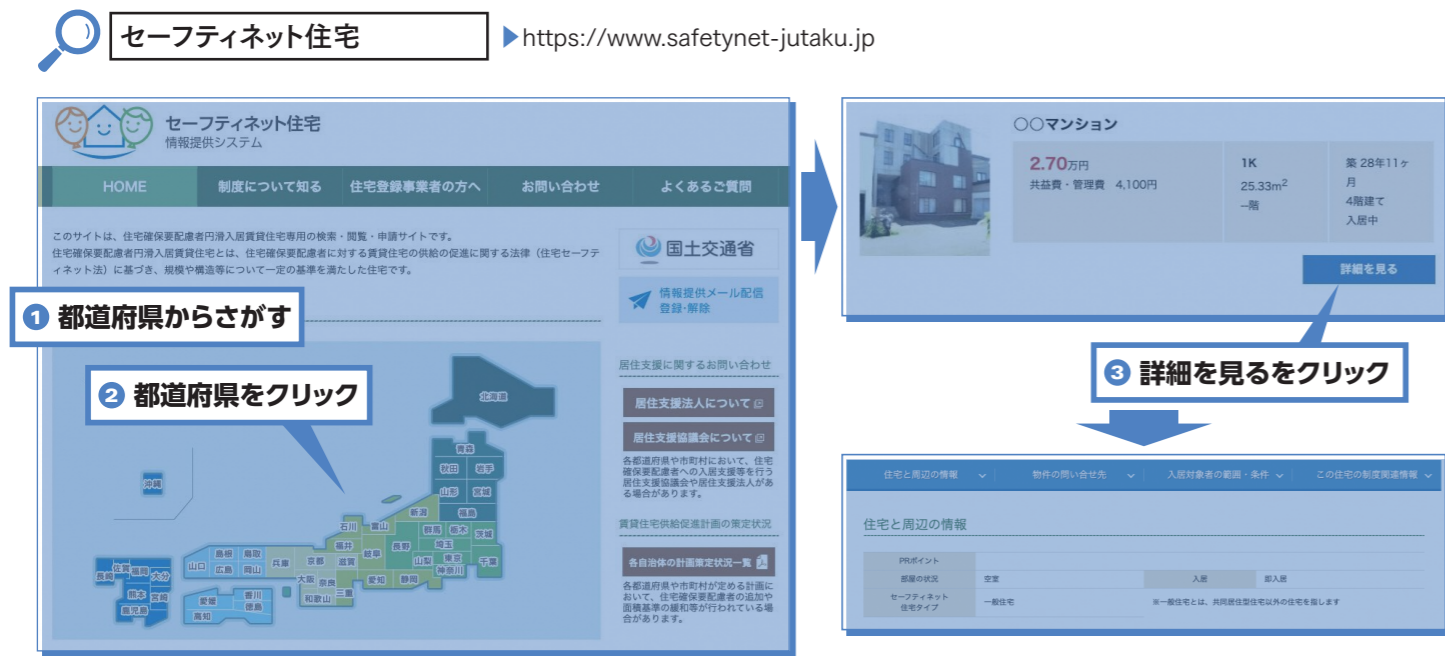 セーフティネット住宅
▶https://www.safetynet-jutaku.jp
セーフティネット住宅
情報提供システム
HOME 制度について知る 住宅登録事業者の方へ お問い合わせ よくあるご質問
このサイトは、住宅確保要配慮者円滑入居賃貸住宅専用の検索・閲覧・申請サイトです。
住宅確保要配慮者円滑入居賃貸住宅とは、住宅確保要配慮者に対する賃貸住宅の供給の促進に関する法律（住宅セーフテ
ィネット法）に基づき、規模や構造等について一定の基準を満たした住宅です。
❶ 都道府県からさがす
❷ 都道府県をクリック
北海道
青森
秋田 岩手
山形 宮城
新潟 福島
石川 富山 群馬 栃木 茨城
福井 岐阜 長野 埼玉
島根 鳥取 兵庫 京都 滋賀 山梨 東京 千葉
山口 広島 岡山 神奈川
大阪 奈良 愛知 静岡
和歌山 三重
沖縄
長崎 佐賀 福岡 大分
熊本 宮崎
鹿児島
愛媛 香川
高知 徳島
国土交通省
情報提供メール配信
登録・解除
居住支援に関するお問い合わせ
居住支援法人について
居住支援協議会について
各都道府県や市町村において、住宅
確保要配慮者への入居支援等を行う
居住支援協議会や居住支援法人があ
る場合があります。
賃貸住宅供給促進計画の策定状況
各自治体の計画策定状況一覧
各都道府県や市町村が定める計画に
おいて、住宅確保要配慮者の追加や
面積基準の緩和等が行われている場
合があります。
○○マンション
2.70万円
共益費・管理費 4,100円
1K
25.33m²
--階
築 28年11ヶ
月
4階建て
入居中
詳細を見る
❸ 詳細を見るをクリック
住宅と周辺の情報 物件の問い合せ先 入居対象者の範囲・条件 この住宅の制度関連情報
住宅と周辺の情報
PRポイント
部屋の状況 空室 入居 即入居
セーフティネット
住宅タイプ 一般住宅 ※一般住宅とは、共同居住型住宅以外の住宅を指します